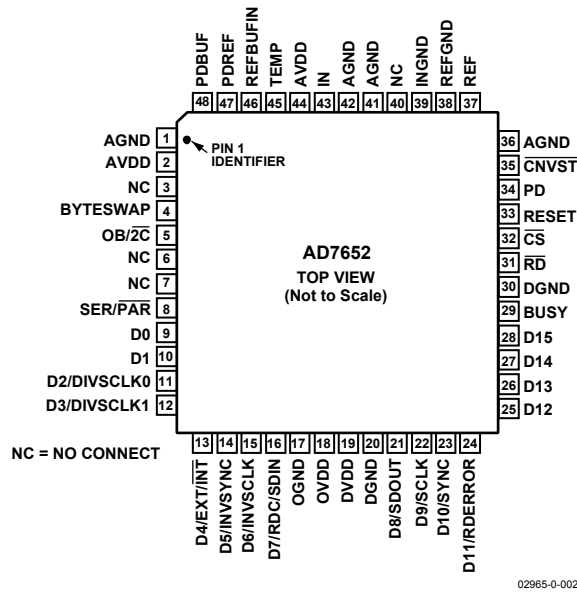 PDBUF
PDREF
REFBUFIN
TEMP
AVDD
IN
AGND
AGND
NC
INGND
REFGND
REF
48 47 46 45 44 43 42 41 40 39 38 37
AGND 1
AVDD 2
NC 3
BYTESWAP 4
OB/2C̅ 5
NC 6
NC 7
SER/P̅A̅R̅ 8
D0 9
D1 10
D2/DIVSCLK0 11
D3/DIVSCLK1 12
PIN 1
IDENTIFIER
AD7652
TOP VIEW
(Not to Scale)
36 AGND
35 C̅N̅V̅S̅T̅
34 PD
33 RESET
32 C̅S̅
31 R̅D̅
30 DGND
29 BUSY
28 D15
27 D14
26 D13
25 D12
NC = NO CONNECT
13 14 15 16 17 18 19 20 21 22 23 24
D4/EXT/I̅N̅T̅
D5/INVSYNC
D6/INVSCLK
D7/RDC/SDIN
OGND
OVDD
DVDD
DGND
D8/SDOUT
D9/SCLK
D10/SYNC
D11/RDERROR
02965-0-002